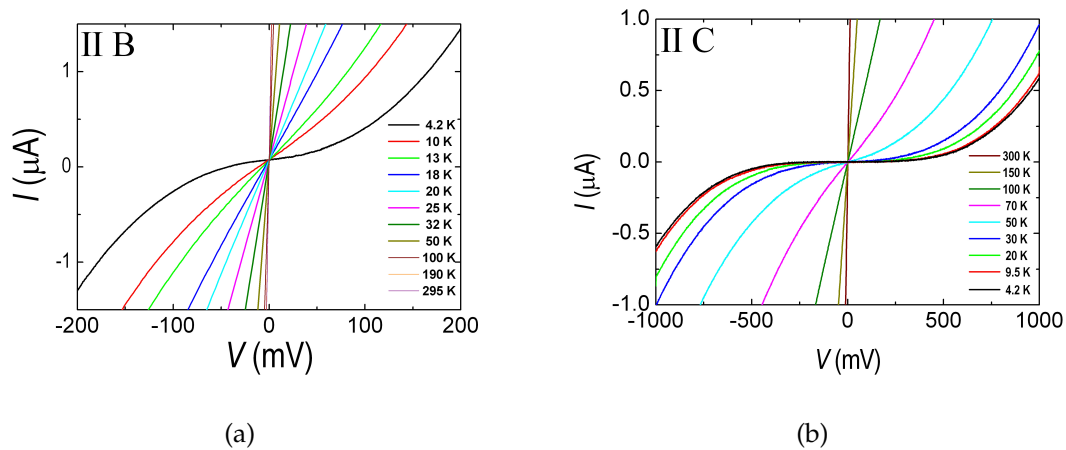 II B
1
0
-1
I (μA)
-200
-100
0
100
200
V (mV)
4.2 K
10 K
13 K
18 K
20 K
25 K
32 K
50 K
100 K
190 K
295 K
(a)
II C
1.0
0.5
0.0
-0.5
-1.0
I (μA)
-1000
-500
0
500
1000
V (mV)
300 K
150 K
100 K
70 K
50 K
30 K
20 K
9.5 K
4.2 K
(b)